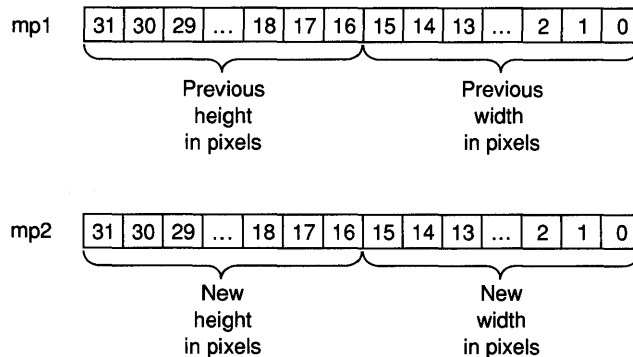 mp1 31 30 29 ... 18 17 16 15 14 13 ... 2 1 0
Previous Previous
height width
in pixels in pixels
mp2 31 30 29 ... 18 17 16 15 14 13 ... 2 1 0
New New
height width
in pixels in pixels